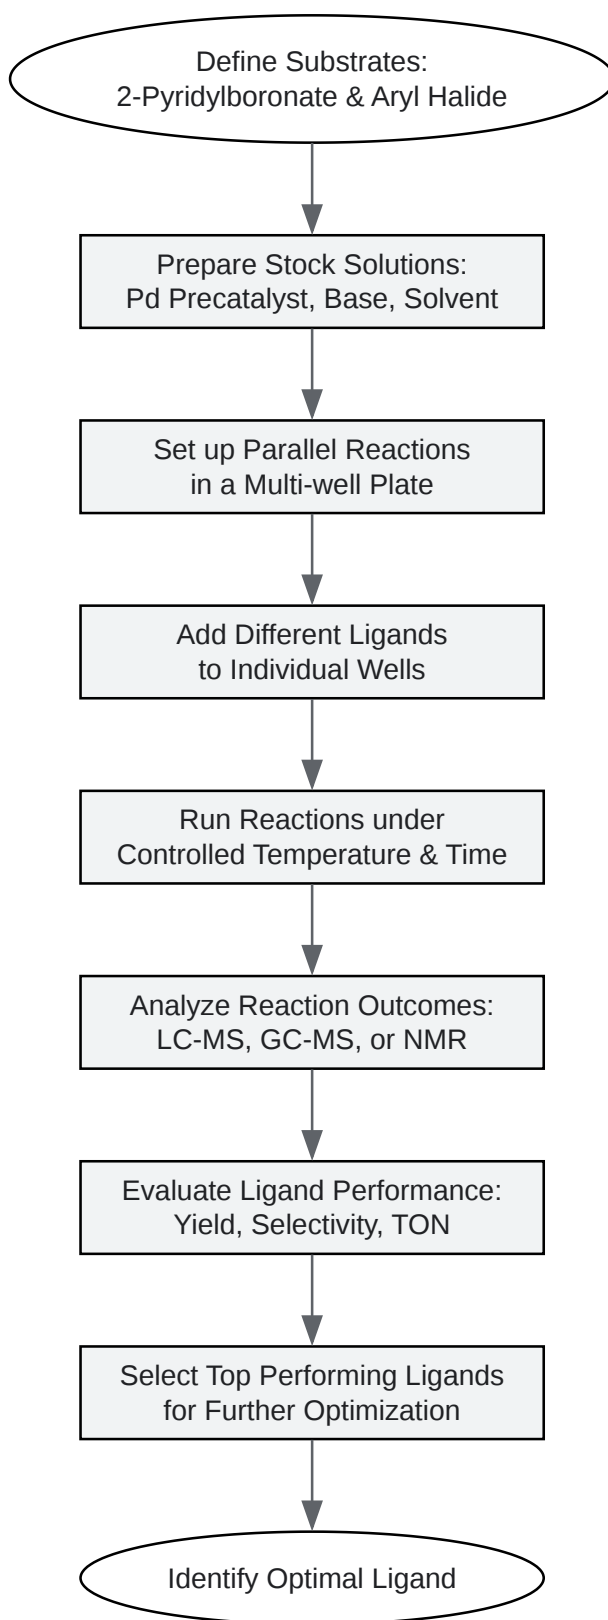 Define Substrates:
2-Pyridylboronate & Aryl Halide
Prepare Stock Solutions:
Pd Precatalyst, Base, Solvent
Set up Parallel Reactions
in a Multi-well Plate
Add Different Ligands
to Individual Wells
Run Reactions under
Controlled Temperature & Time
Analyze Reaction Outcomes:
LC-MS, GC-MS, or NMR
Evaluate Ligand Performance:
Yield, Selectivity, TON
Select Top Performing Ligands
for Further Optimization
Identify Optimal Ligand